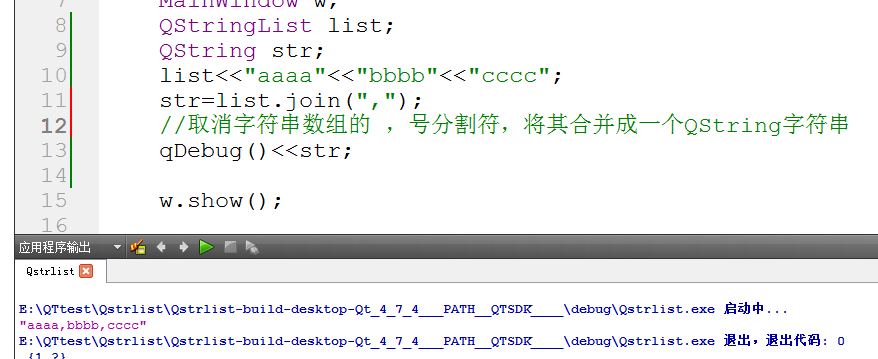 7 MainWindow w;
8 QStringList list;
9 QString str;
10 list<<"aaaa"<<"bbbb"<<"cccc";
11 str=list.join(",");
12 //取消字符串数组的 ，号分割符，将其合并成一个QString字符串
13 qDebug()<<str;
14
15 w.show();
16
应用程序输出
Qstrlist
E:\QTtest\Qstrlist\Qstrlist-build-desktop-Qt_4_7_4___PATH__QTSDK____\debug\Qstrlist.exe 启动中...
"aaaa,bbbb,cccc"
E:\QTtest\Qstrlist\Qstrlist-build-desktop-Qt_4_7_4___PATH__QTSDK____\debug\Qstrlist.exe 退出，退出代码: 0
{1 ?}